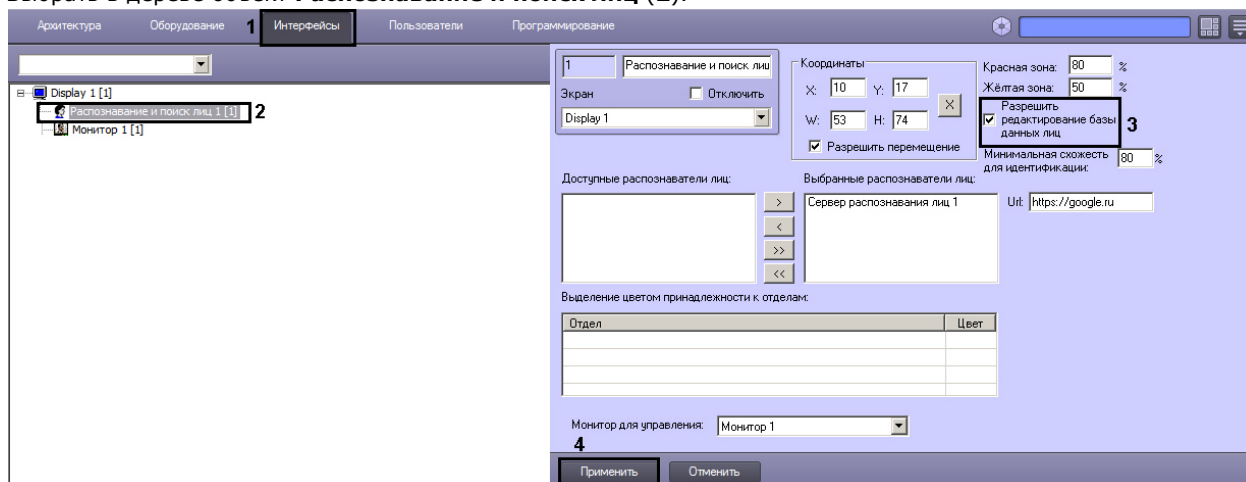 Выбрать в дереве объект Распознавание и поиск лиц (2).
Архитектура Оборудование 1 Интерфейсы Пользователи Программирование
Display 1 [1]
Распознавание и поиск лиц 1 [1] 2
Монитор 1 [1]
1 Распознавание и поиск лиц
Экран Отключить
Display 1
Координаты
X: 10 Y: 17
W: 53 H: 74 X
Разрешить перемещение
Красная зона: 80 %
Жёлтая зона: 50 %
Разрешить
редактирование базы
данных лиц
3
Минимальная схожесть
для идентификации: 80 %
Доступные распознаватели лиц: Выбранные распознаватели лиц:
> Сервер распознавания лиц 1 Url: https://google.ru
<
>>
<<
Выделение цветом принадлежности к отделам:
Отдел Цвет
Монитор для управления: Монитор 1
4
Применить Отменить